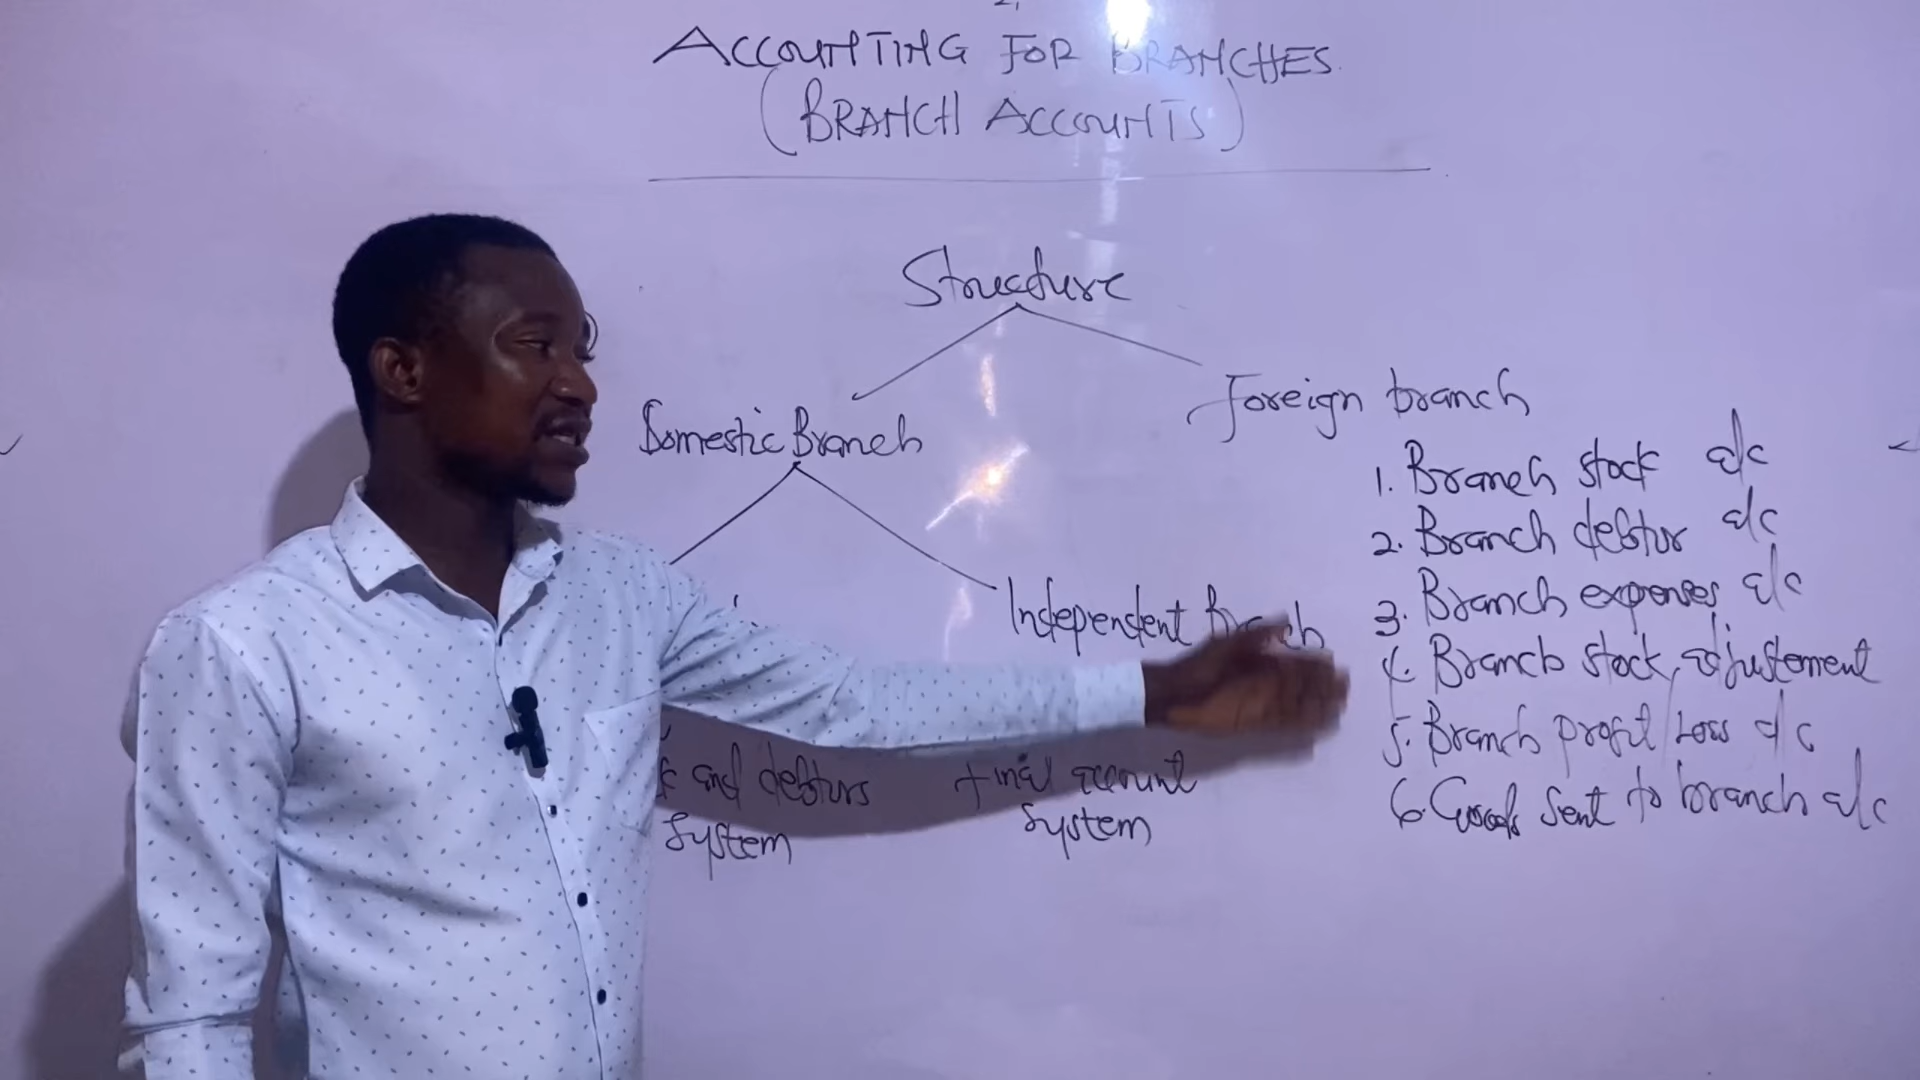 ACCOUNTING FOR BRANCHES.
(BRANCH ACCOUNTS)
Structure
Domestic Branch
Foreign branch
1. Branch stock a/c
2. Branch debtor a/c
3. Branch expenses a/c
4. Branch stock adjustement
5. Branch profit/Loss a/c
6. Goods Sent to branch a/c
Independent Branch
and debtors
System
Final account
System